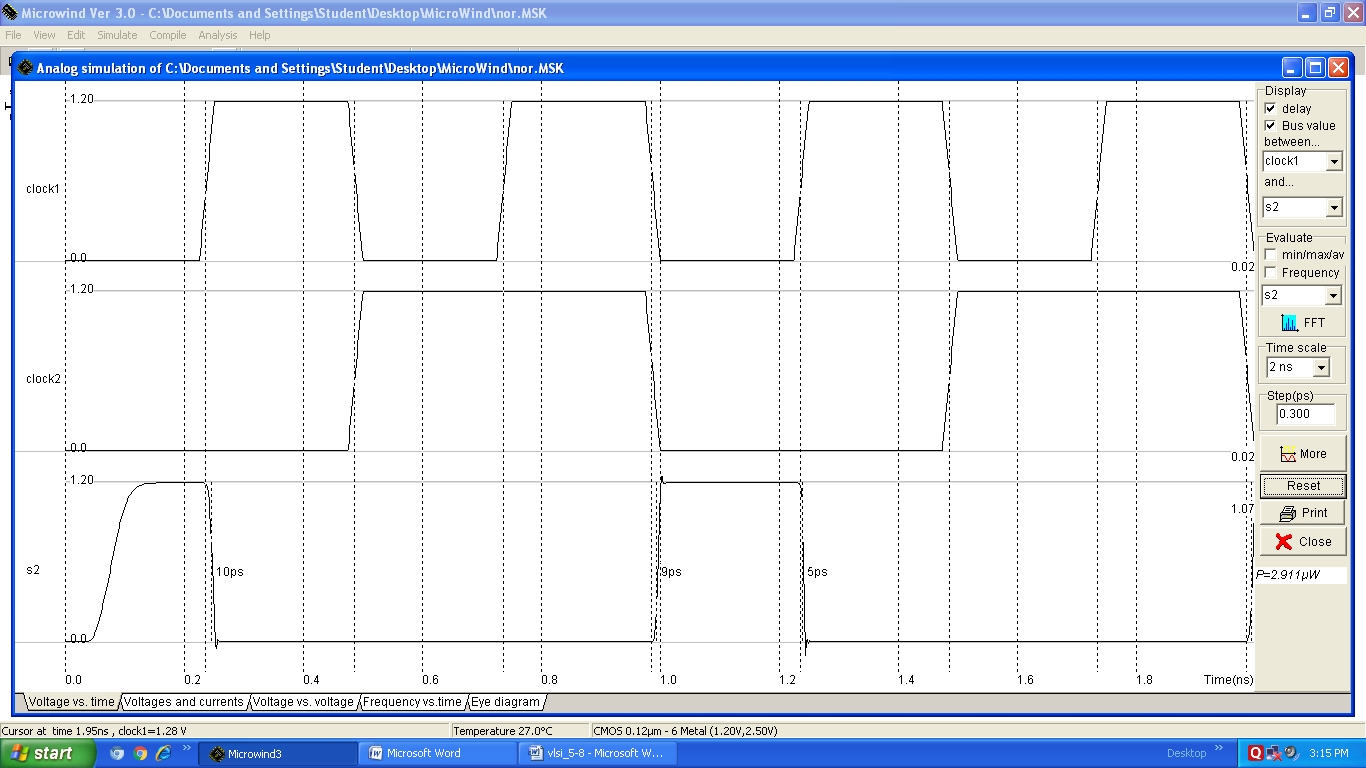 Microwind Ver 3.0 - C:\Documents and Settings\Student\Desktop\MicroWind\nor.MSK
File View Edit Simulate Compile Analysis Help
Analog simulation of C:\Documents and Settings\Student\Desktop\MicroWind\nor.MSK
1.20
clock1
0.0
0.02
1.20
clock2
0.0
0.02
1.20
1.07
s2
10ps 9ps 5ps
0.0
0.0 0.2 0.4 0.6 0.8 1.0 1.2 1.4 1.6 1.8 Time(ns)
Display
delay
Bus value
between...
clock1
and...
s2
Evaluate
min/max/av
Frequency
s2
FFT
Time scale
2 ns
Step(ps)
0.300
More
Reset
Print
Close
P=2.911µW
Voltage vs. time Voltages and currents Voltage vs. voltage Frequency vs.time Eye diagram
Cursor at time 1.95ns , clock1=1.28 V Temperature 27.0°C CMOS 0.12µm - 6 Metal (1.20V,2.50V)
start Microwind3 Microsoft Word vlsi_5-8 - Microsoft W... Desktop 3:15 PM